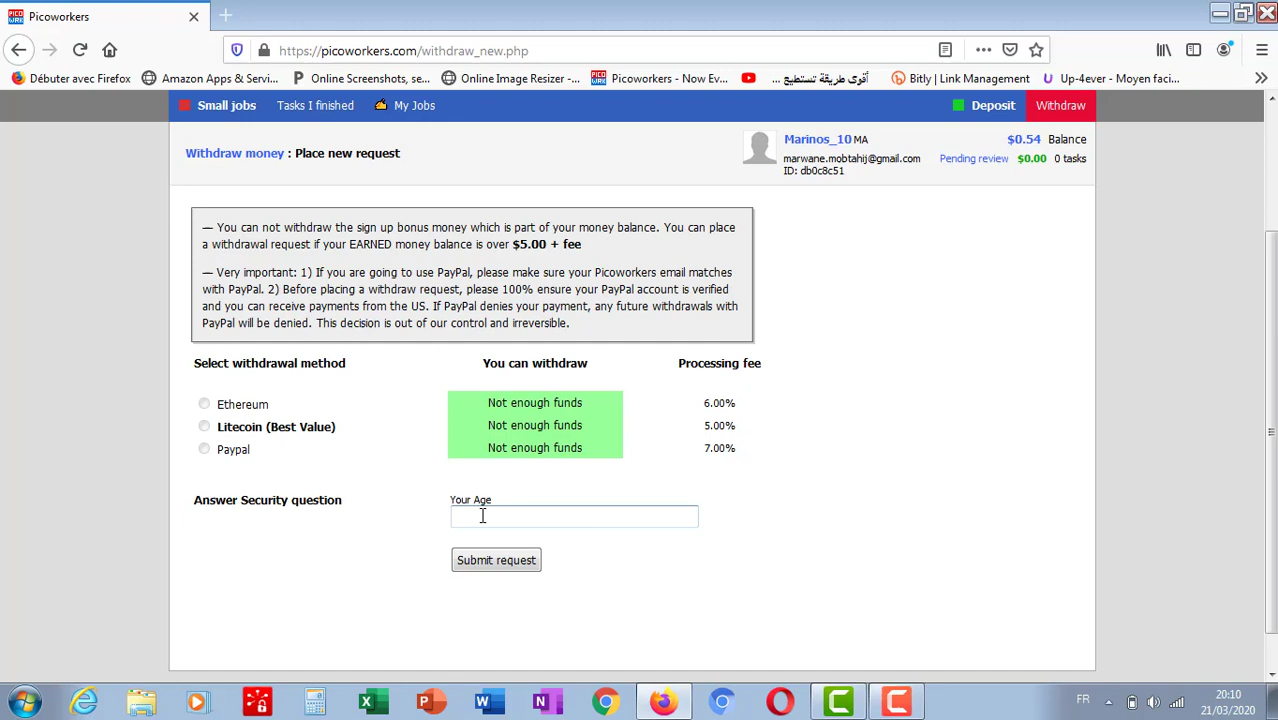 Picoworkers
https://picoworkers.com/withdraw_new.php
Débuter avec Firefox
Amazon Apps & Servi...
Online Screenshots, se...
Online Image Resizer -...
Picoworkers - Now Ev...
أقوى طريقة تستطيع ...
Bitly | Link Management
Up-4ever - Moyen faci...
Small jobs
Tasks I finished
My Jobs
Deposit
Withdraw
Withdraw money : Place new request
Marinos_10 MA
$0.54 Balance
marwane.mobtahij@gmail.com
Pending review $0.00 0 tasks
ID: db0c8c51
— You can not withdraw the sign up bonus money which is part of your money balance. You can place
a withdrawal request if your EARNED money balance is over $5.00 + fee
— Very important: 1) If you are going to use PayPal, please make sure your Picoworkers email matches
with PayPal. 2) Before placing a withdraw request, please 100% ensure your PayPal account is verified
and you can receive payments from the US. If PayPal denies your payment, any future withdrawals with
PayPal will be denied. This decision is out of our control and irreversible.
Select withdrawal method You can withdraw Processing fee
Ethereum Not enough funds 6.00%
Litecoin (Best Value) Not enough funds 5.00%
Paypal Not enough funds 7.00%
Answer Security question Your Age
Submit request
FR
20:10
21/03/2020